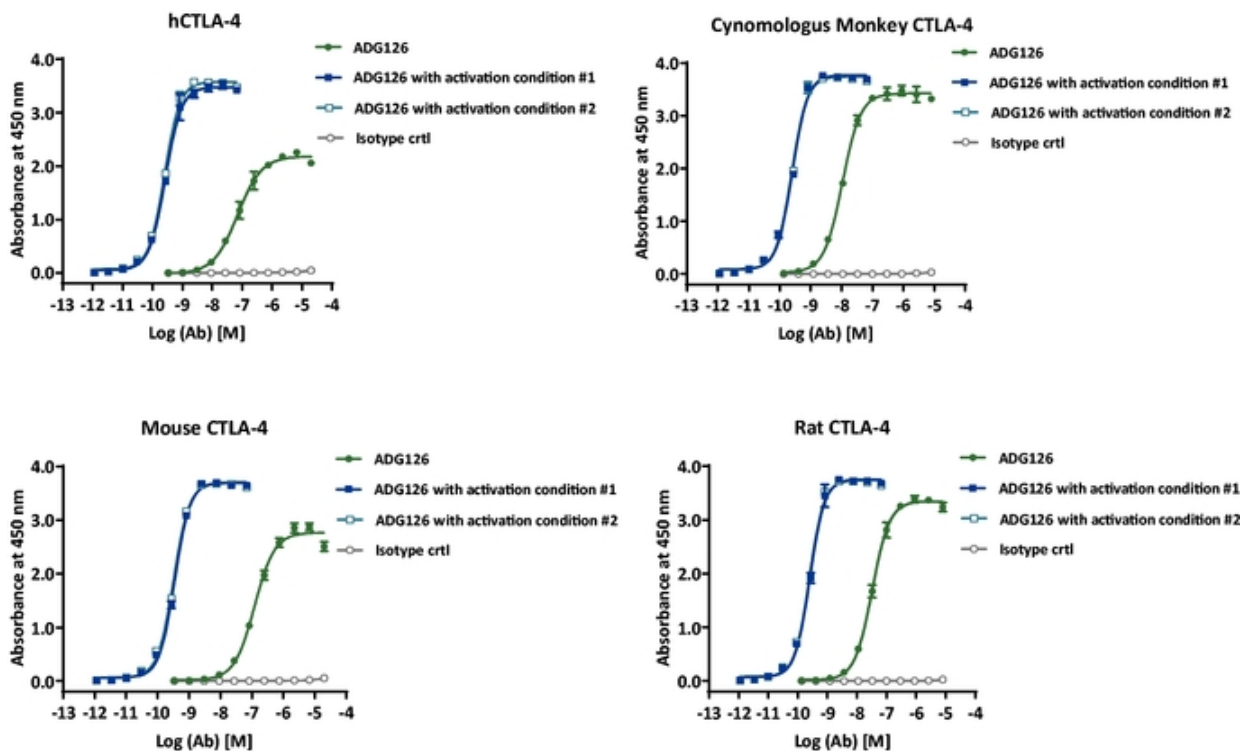 hCTLA-4
ADG126
ADG126 with activation condition #1
ADG126 with activation condition #2
Isotype crtl
Absorbance at 450 nm
4.0
3.0
2.0
1.0
0.0
-13 -12 -11 -10 -9 -8 -7 -6 -5 -4
Log (Ab) [M]
Cynomologus Monkey CTLA-4
ADG126
ADG126 with activation condition #1
ADG126 with activation condition #2
Isotype crtl
Absorbance at 450 nm
4.0
3.0
2.0
1.0
0.0
-13 -12 -11 -10 -9 -8 -7 -6 -5 -4
Log (Ab) [M]
Mouse CTLA-4
ADG126
ADG126 with activation condition #1
ADG126 with activation condition #2
Isotype crtl
Absorbance at 450 nm
4.0
3.0
2.0
1.0
0.0
-13 -12 -11 -10 -9 -8 -7 -6 -5 -4
Log (Ab) [M]
Rat CTLA-4
ADG126
ADG126 with activation condition #1
ADG126 with activation condition #2
Isotype crtl
Absorbance at 450 nm
4.0
3.0
2.0
1.0
0.0
-13 -12 -11 -10 -9 -8 -7 -6 -5 -4
Log (Ab) [M]